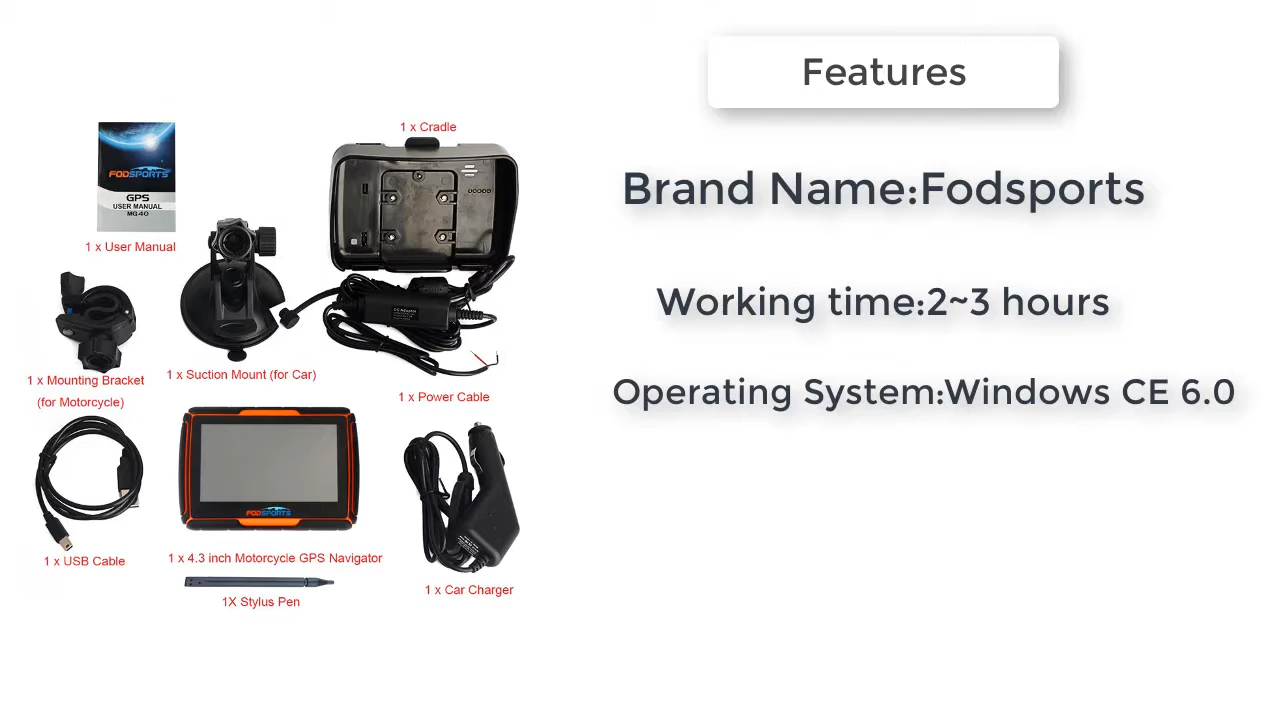 Features
Brand Name:Fodsports
Working time:2~3 hours
Operating System:Windows CE 6.0
1 x Cradle
FODSPORTS
GPS
USER MANUAL
MG40
1 x User Manual
DC Adaptor
1 x Mounting Bracket
(for Motorcycle)
1 x Suction Mount (for Car)
1 x Power Cable
FODSPORTS
1 x USB Cable
1 x 4.3 inch Motorcycle GPS Navigator
1X Stylus Pen
1 x Car Charger